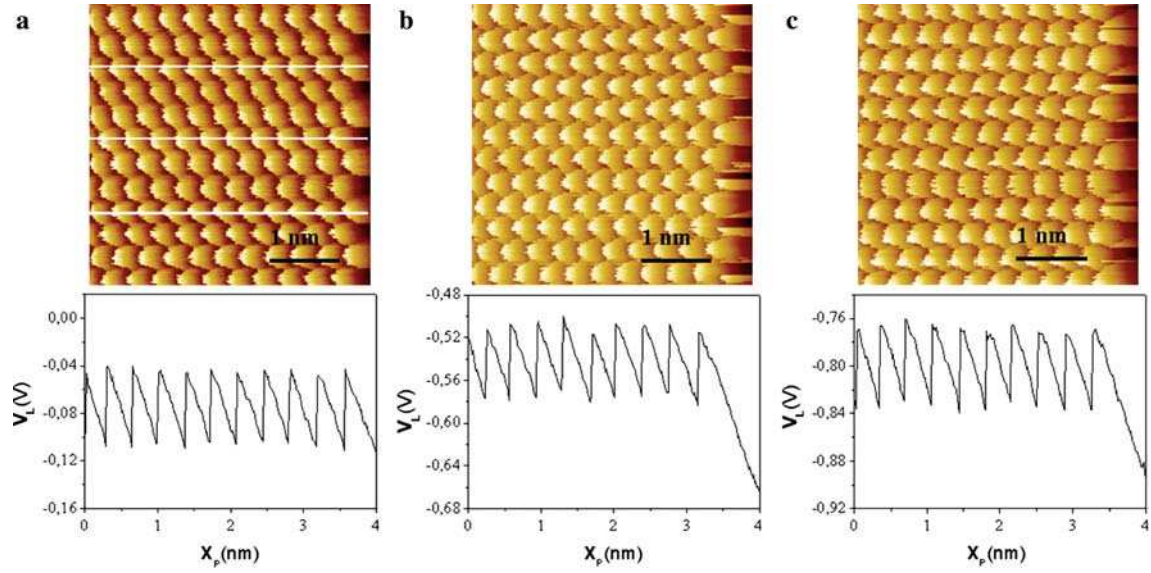 a
b
c
1 nm
1 nm
1 nm
0,00
-0,04
-0,08
-0,12
-0,16
V_L(V)
0 1 2 3 4
X_P(nm)
-0,48
-0,52
-0,56
-0,60
-0,64
-0,68
V_L(V)
0 1 2 3 4
X_P(nm)
-0,76
-0,80
-0,84
-0,88
-0,92
V_L(V)
0 1 2 3 4
X_P(nm)